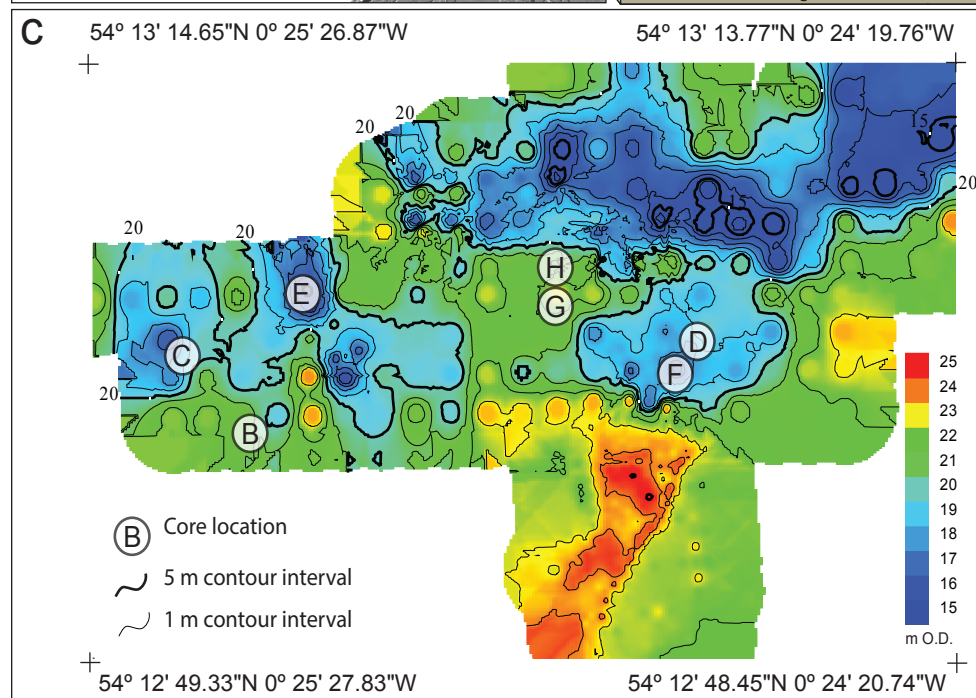 C
54º 13' 14.65"N 0º 25' 26.87"W
54º 13' 13.77"N 0º 24' 19.76"W
20
20
15
20
20
20
15
H
E
G
D
C
F
20
B
25
24
23
22
21
20
19
18
17
16
15
m O.D.
B Core location
5 m contour interval
1 m contour interval
54º 12' 49.33"N 0º 25' 27.83"W
54º 12' 48.45"N 0º 24' 20.74"W